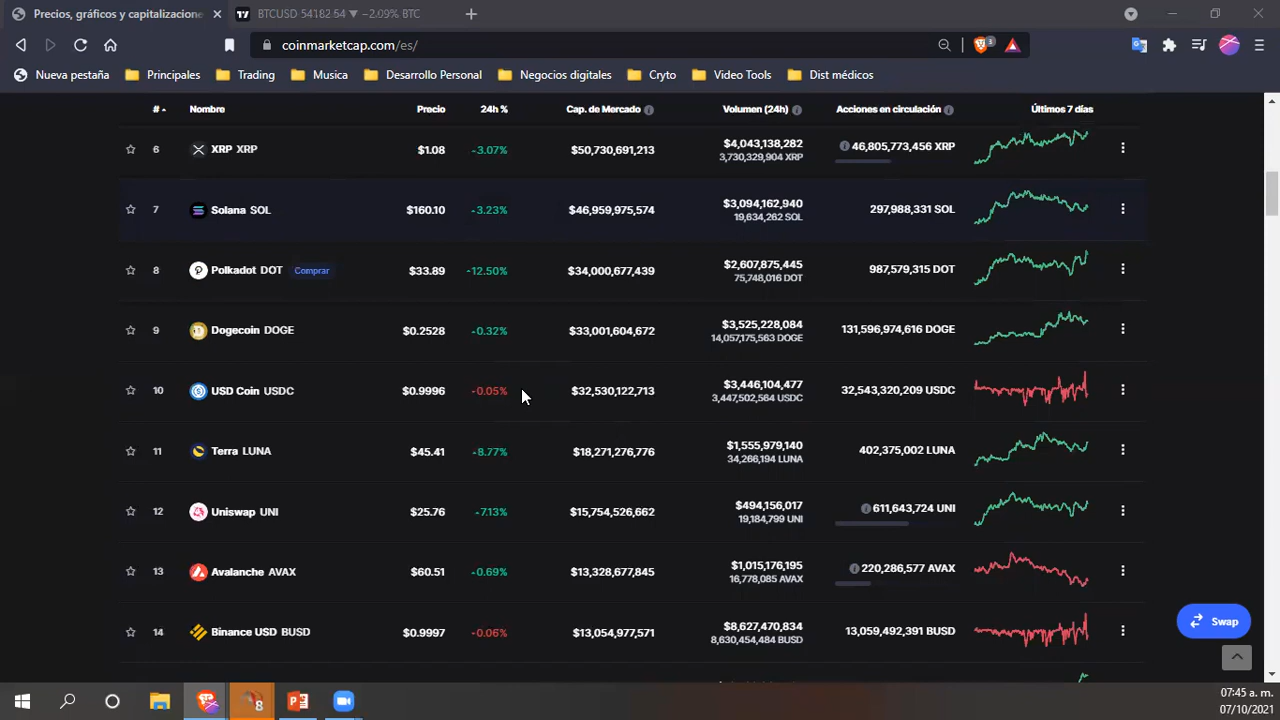 Precios, gráficos y capitalizacione
BTCUSD 54182.54 ▼ −2.09% BTC
coinmarketcap.com/es/
3
Nueva pestaña
Principales
Trading
Musica
Desarrollo Personal
Negocios digitales
Cryto
Video Tools
Dist médicos
# Nombre Precio 24h % Cap. de Mercado Volumen (24h) Acciones en circulación Últimos 7 días
6 XRP XRP $1.08 -3.07% $50,730,691,213 $4,043,138,282 46,805,773,456 XRP
3,730,329,904 XRP
7 Solana SOL $160.10 -3.23% $46,959,975,574 $3,094,162,940 297,988,331 SOL
19,634,262 SOL
8 Polkadot DOT Comprar $33.89 -12.50% $34,000,677,439 $2,607,875,445 987,579,315 DOT
75,748,016 DOT
9 Dogecoin DOGE $0.2528 -0.32% $33,001,604,672 $3,525,228,084 131,596,974,616 DOGE
14,057,175,563 DOGE
10 USD Coin USDC $0.9996 -0.05% $32,530,122,713 $3,446,104,477 32,543,320,209 USDC
3,447,502,564 USDC
11 Terra LUNA $45.41 -8.77% $18,271,276,776 $1,555,979,140 402,375,002 LUNA
34,266,194 LUNA
12 Uniswap UNI $25.76 -7.13% $15,754,526,662 $494,156,017 611,643,724 UNI
19,184,799 UNI
13 Avalanche AVAX $60.51 -0.69% $13,328,677,845 $1,015,176,195 220,286,577 AVAX
16,778,085 AVAX
14 Binance USD BUSD $0.9997 -0.06% $13,054,977,571 $8,627,470,834 13,059,492,391 BUSD
8,630,454,484 BUSD
Swap
8
07:45 a. m.
07/10/2021